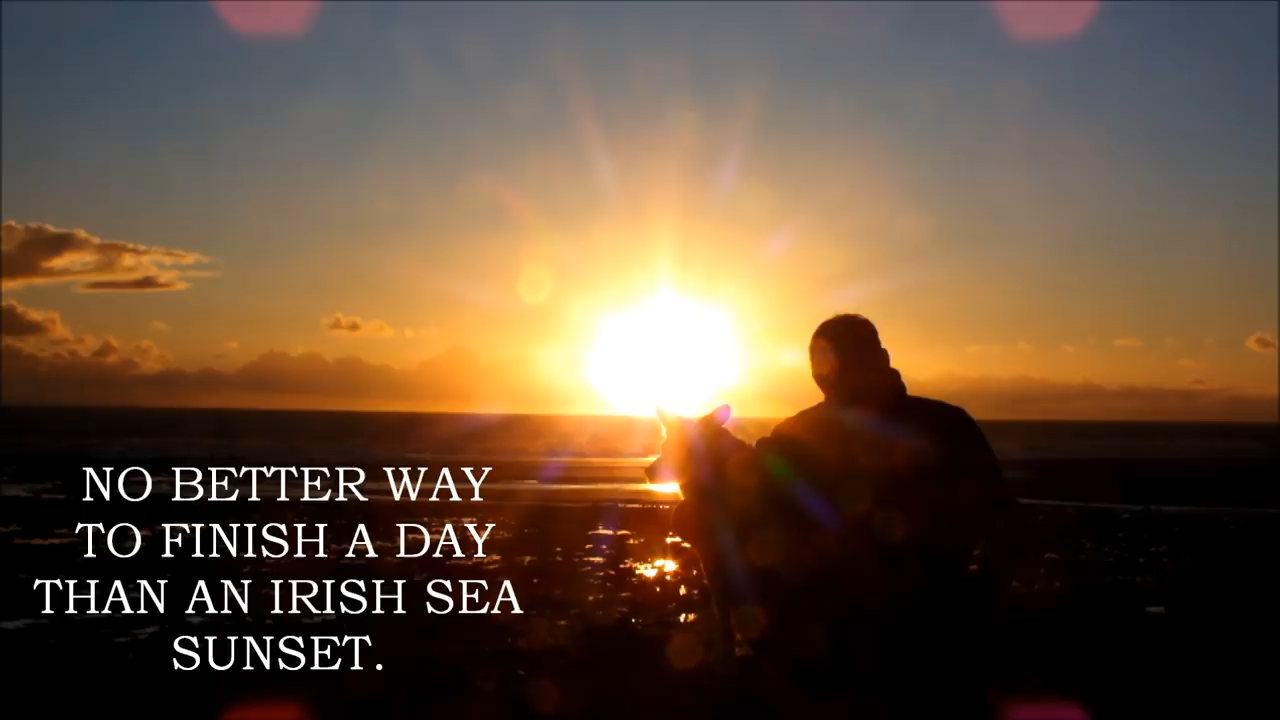 NO BETTER WAY
TO FINISH A DAY
THAN AN IRISH SEA
SUNSET.